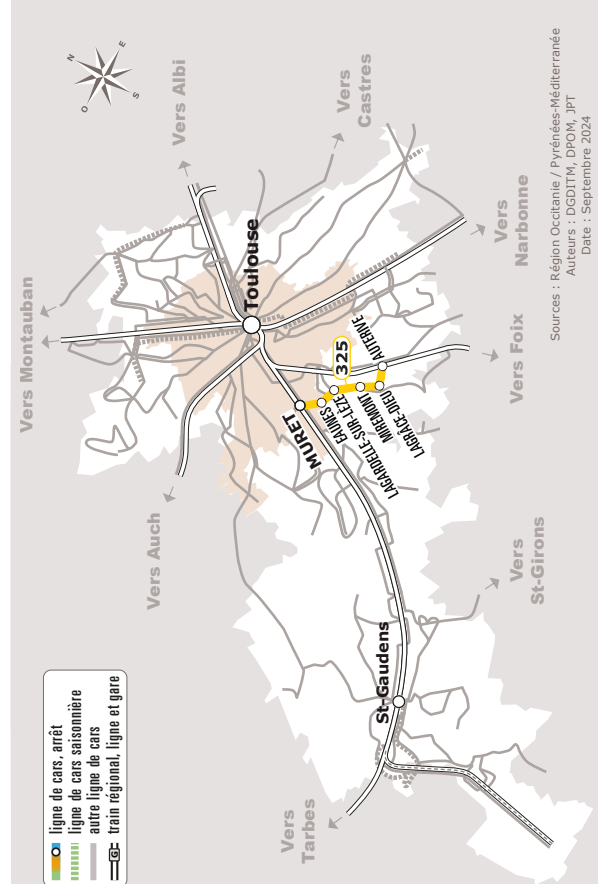 N
E
S
O
Vers Montauban
Vers Albi
Vers
Castres
Vers Auch
Toulouse
Vers
Narbonne
325
MURET
EAUNES
LAGARDELLE-SUR-LÈZE
MIREMONT
LAGRÂCE-DIEU
AUTERIVE
Vers Foix
Vers
St-Girons
St-Gaudens
Vers
Tarbes
ligne de cars, arrêt
ligne de cars saisonnière
autre ligne de cars
G
train régional, ligne et gare
Sources : Région Occitanie / Pyrénées-Méditerranée
Auteurs : DGDITM, DPOM, JPT
Date : Septembre 2024